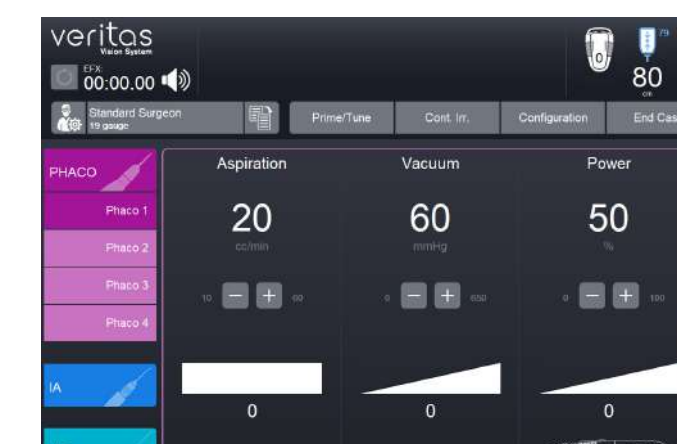 veritas
Vision System
EFX
00:00.00
0
79
80
cm
Standard Surgeon
19 gauge
Prime/Tune
Cont. Irr.
Configuration
End Cas
PHACO
Phaco 1
Phaco 2
Phaco 3
Phaco 4
IA
Aspiration
Vacuum
Power
20
60
50
cc/min
mmHg
%
10 − + 60
0 − + 650
0 − + 100
0
0
0